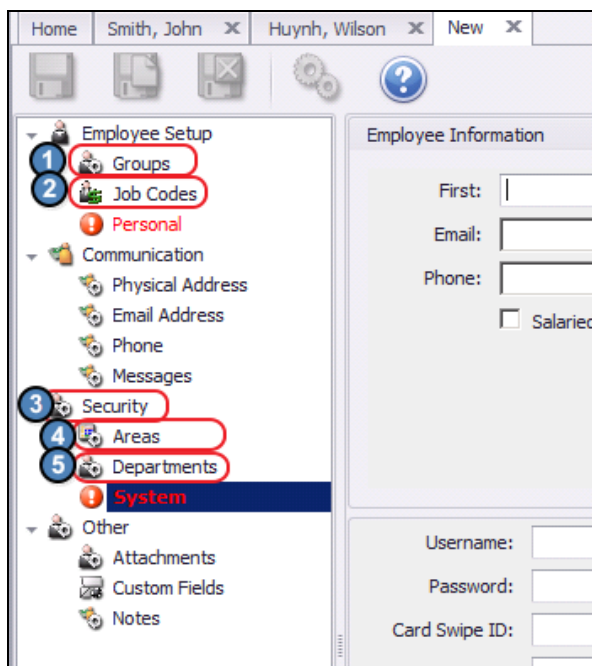 Home Smith, John Huynh, Wilson New
Employee Setup
1 Groups
2 Job Codes
Personal
Communication
Physical Address
Email Address
Phone
Messages
3 Security
4 Areas
5 Departments
System
Other
Attachments
Custom Fields
Notes
Employee Information
First:
Email:
Phone:
Salaried
Username:
Password:
Card Swipe ID: